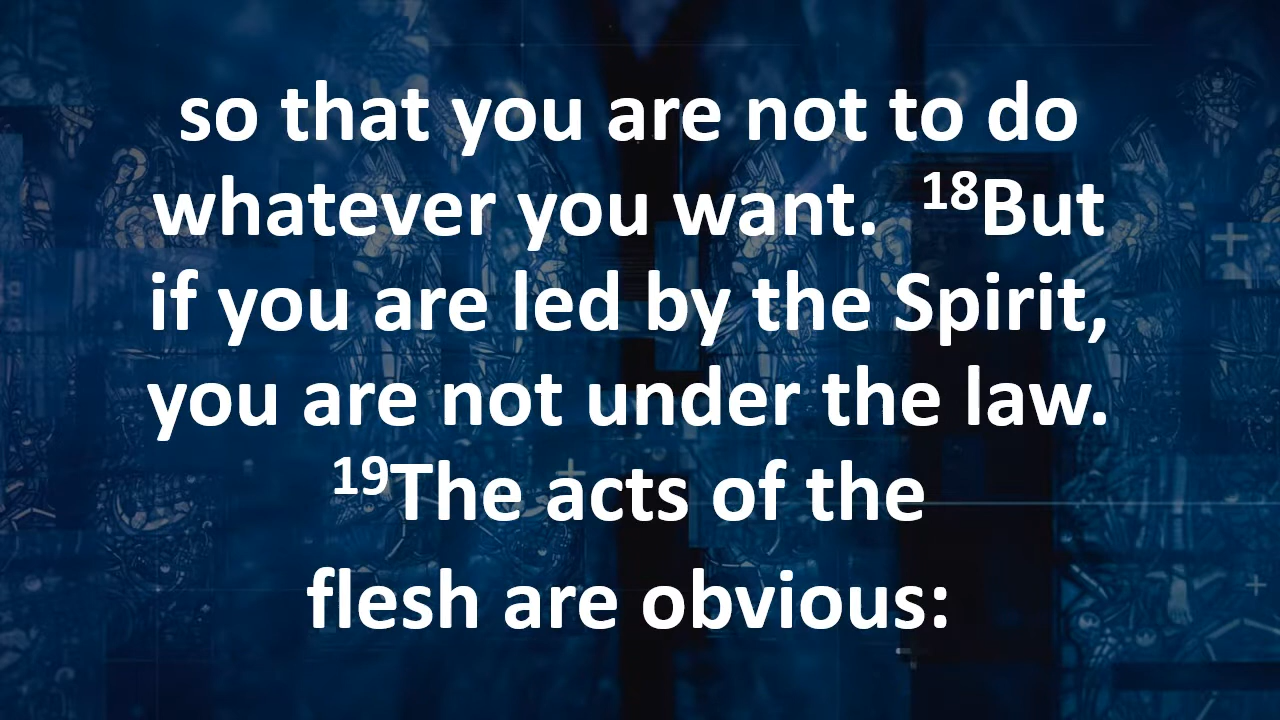 so that you are not to do
whatever you want.  ¹⁸But
if you are led by the Spirit,
you are not under the law.
¹⁹The acts of the
flesh are obvious: